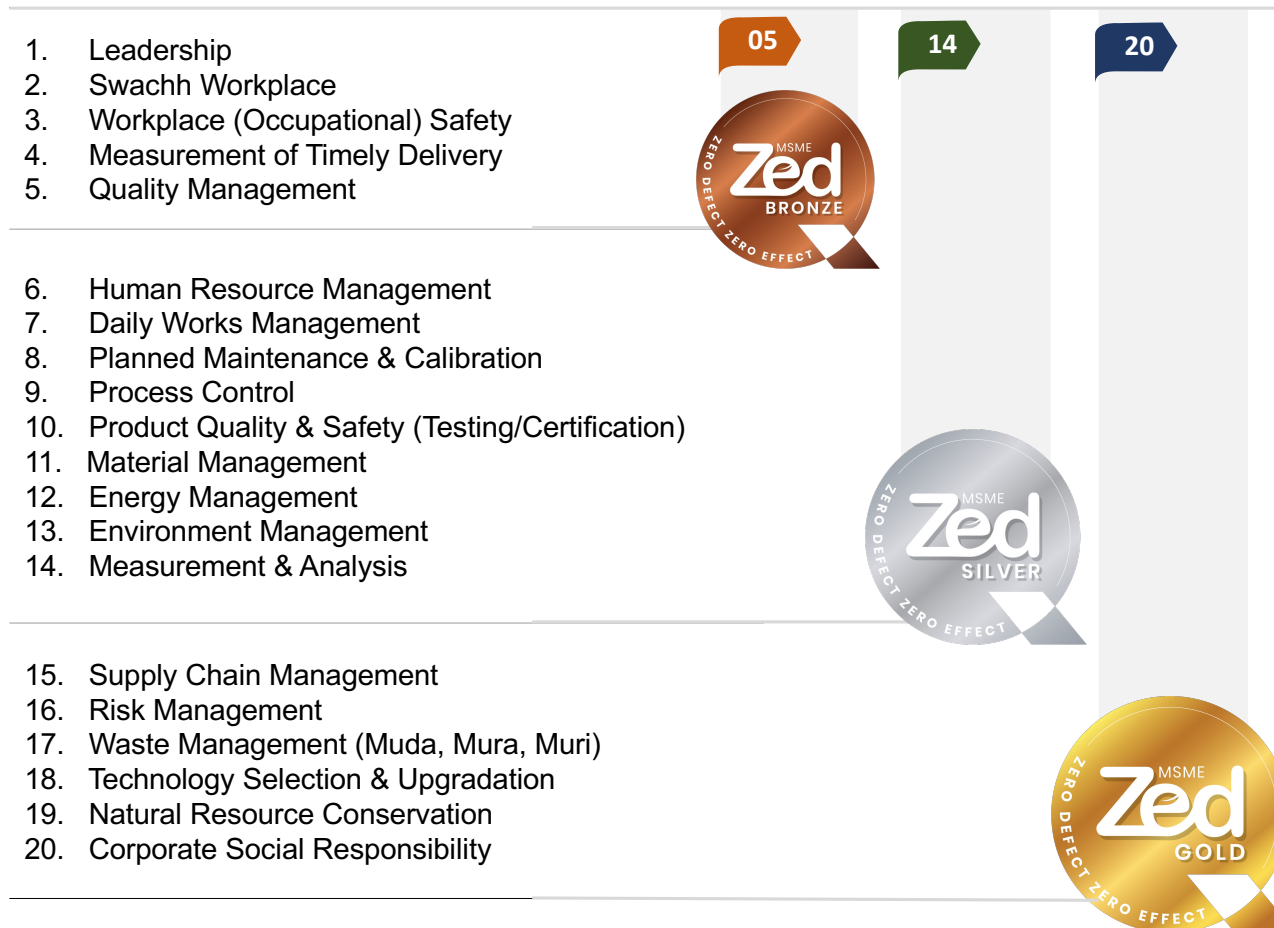 05
14
20
1. Leadership
2. Swachh Workplace
3. Workplace (Occupational) Safety
4. Measurement of Timely Delivery
5. Quality Management
MSME
Zed
BRONZE
ZERO DEFECT ZERO EFFECT
6. Human Resource Management
7. Daily Works Management
8. Planned Maintenance & Calibration
9. Process Control
10. Product Quality & Safety (Testing/Certification)
11. Material Management
12. Energy Management
13. Environment Management
14. Measurement & Analysis
MSME
Zed
SILVER
ZERO DEFECT ZERO EFFECT
15. Supply Chain Management
16. Risk Management
17. Waste Management (Muda, Mura, Muri)
18. Technology Selection & Upgradation
19. Natural Resource Conservation
20. Corporate Social Responsibility
MSME
Zed
GOLD
ZERO DEFECT ZERO EFFECT